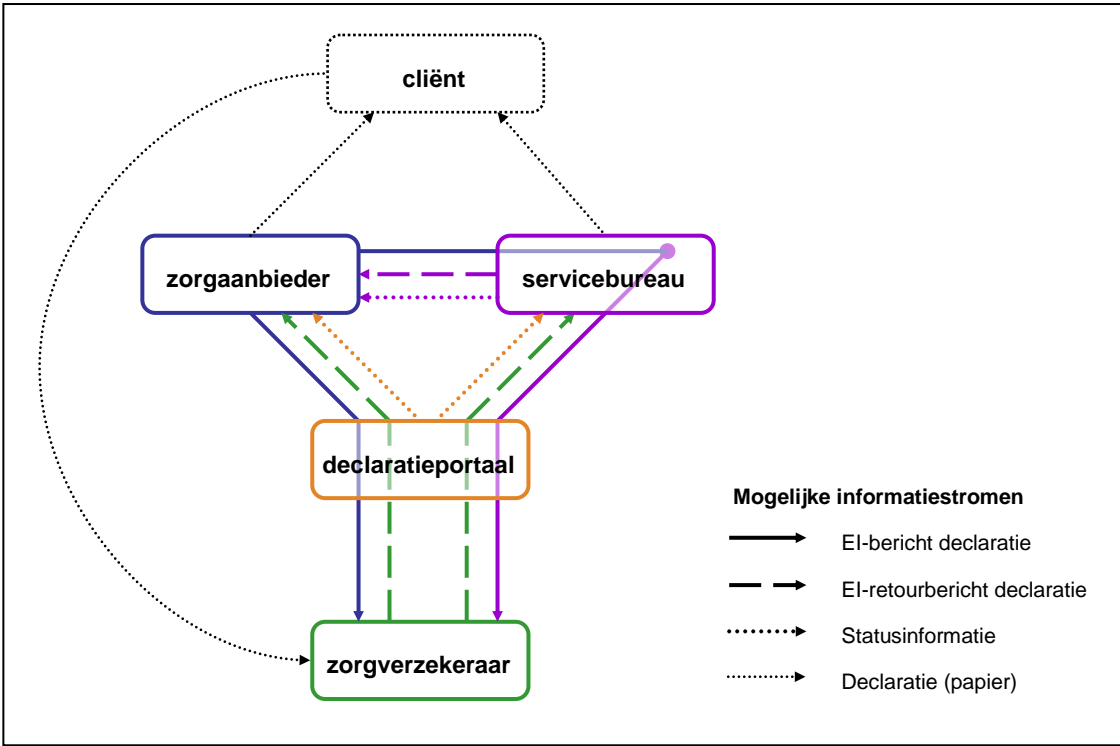 cliënt
zorgaanbieder
servicebureau
declaratieportaal
zorgverzekeraar
Mogelijke informatiestromen
EI-bericht declaratie
EI-retourbericht declaratie
Statusinformatie
Declaratie (papier)